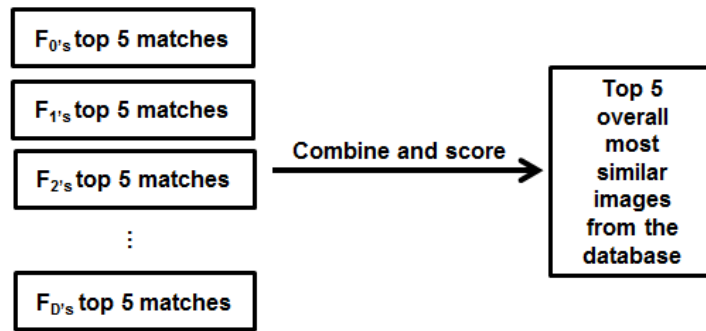 F0's top 5 matches
F1's top 5 matches
F2's top 5 matches
⋮
FD's top 5 matches
Combine and score
Top 5
overall
most
similar
images
from the
database